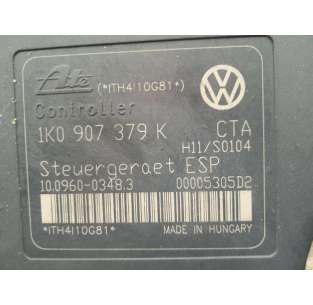 Ate (*ITH4I10G81*)
Controller
1K0 907 379 K CTA
H11/S0104
Steuergeraet ESP
10.0960-0348.3 00005305D2
*ITH4I10G81* MADE IN HUNGARY